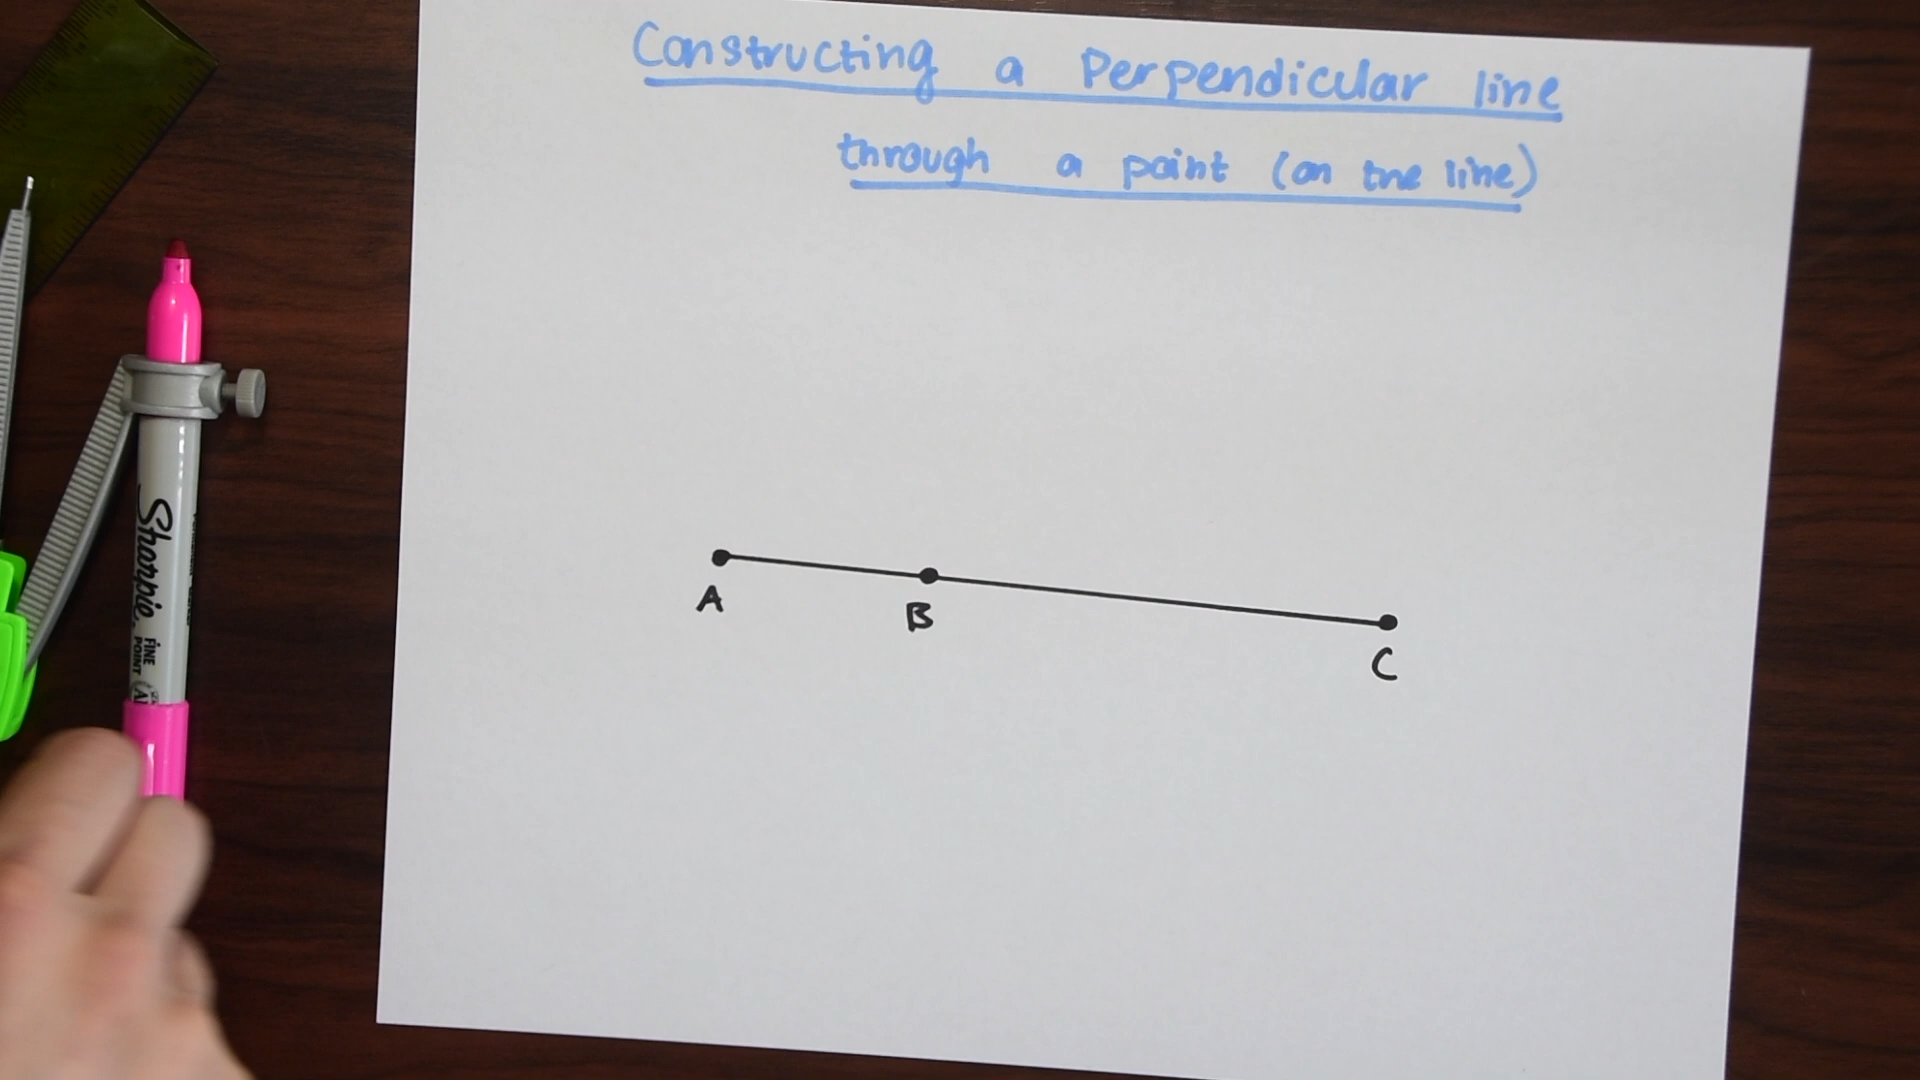 Constructing a Perpendicular line
through a point (on the line)
A
B
C
Sharpie.
FINE
POINT